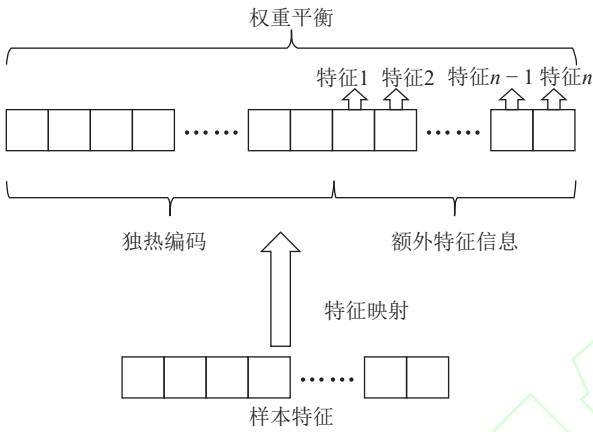 权重平衡
特征1 特征2 特征n − 1 特征n
…… ……
独热编码 额外特征信息
特征映射
……
样本特征